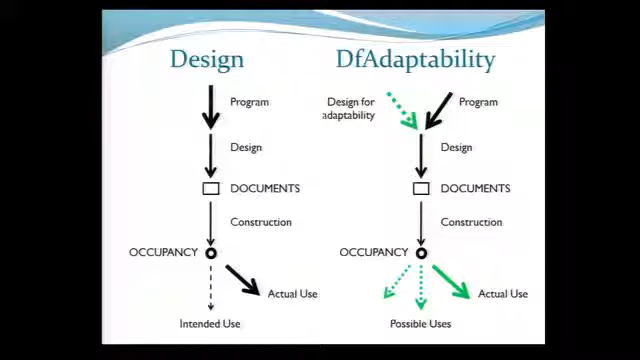 Design
DfAdaptability
Program
Design for
adaptability
Program
Design
Design
DOCUMENTS
DOCUMENTS
Construction
Construction
OCCUPANCY
OCCUPANCY
Actual Use
Actual Use
Intended Use
Possible Uses